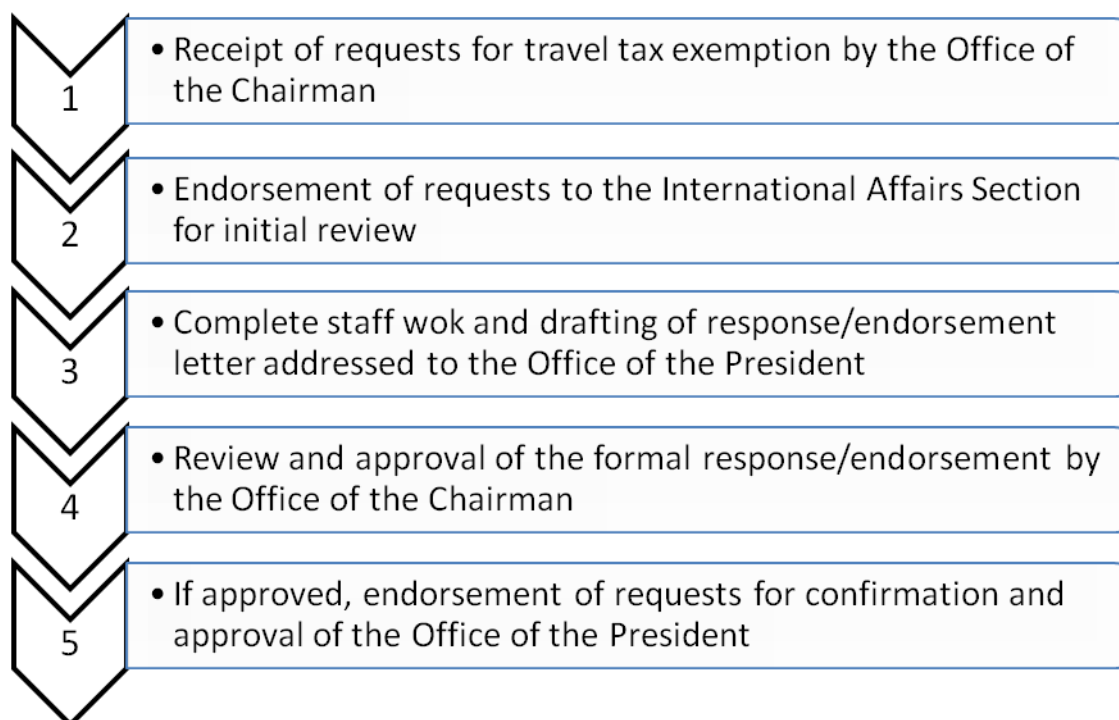 1
• Receipt of requests for travel tax exemption by the Office of
the Chairman
2
• Endorsement of requests to the International Affairs Section
for initial review
3
• Complete staff wok and drafting of response/endorsement
letter addressed to the Office of the President
4
• Review and approval of the formal response/endorsement by
the Office of the Chairman
5
• If approved, endorsement of requests for confirmation and
approval of the Office of the President